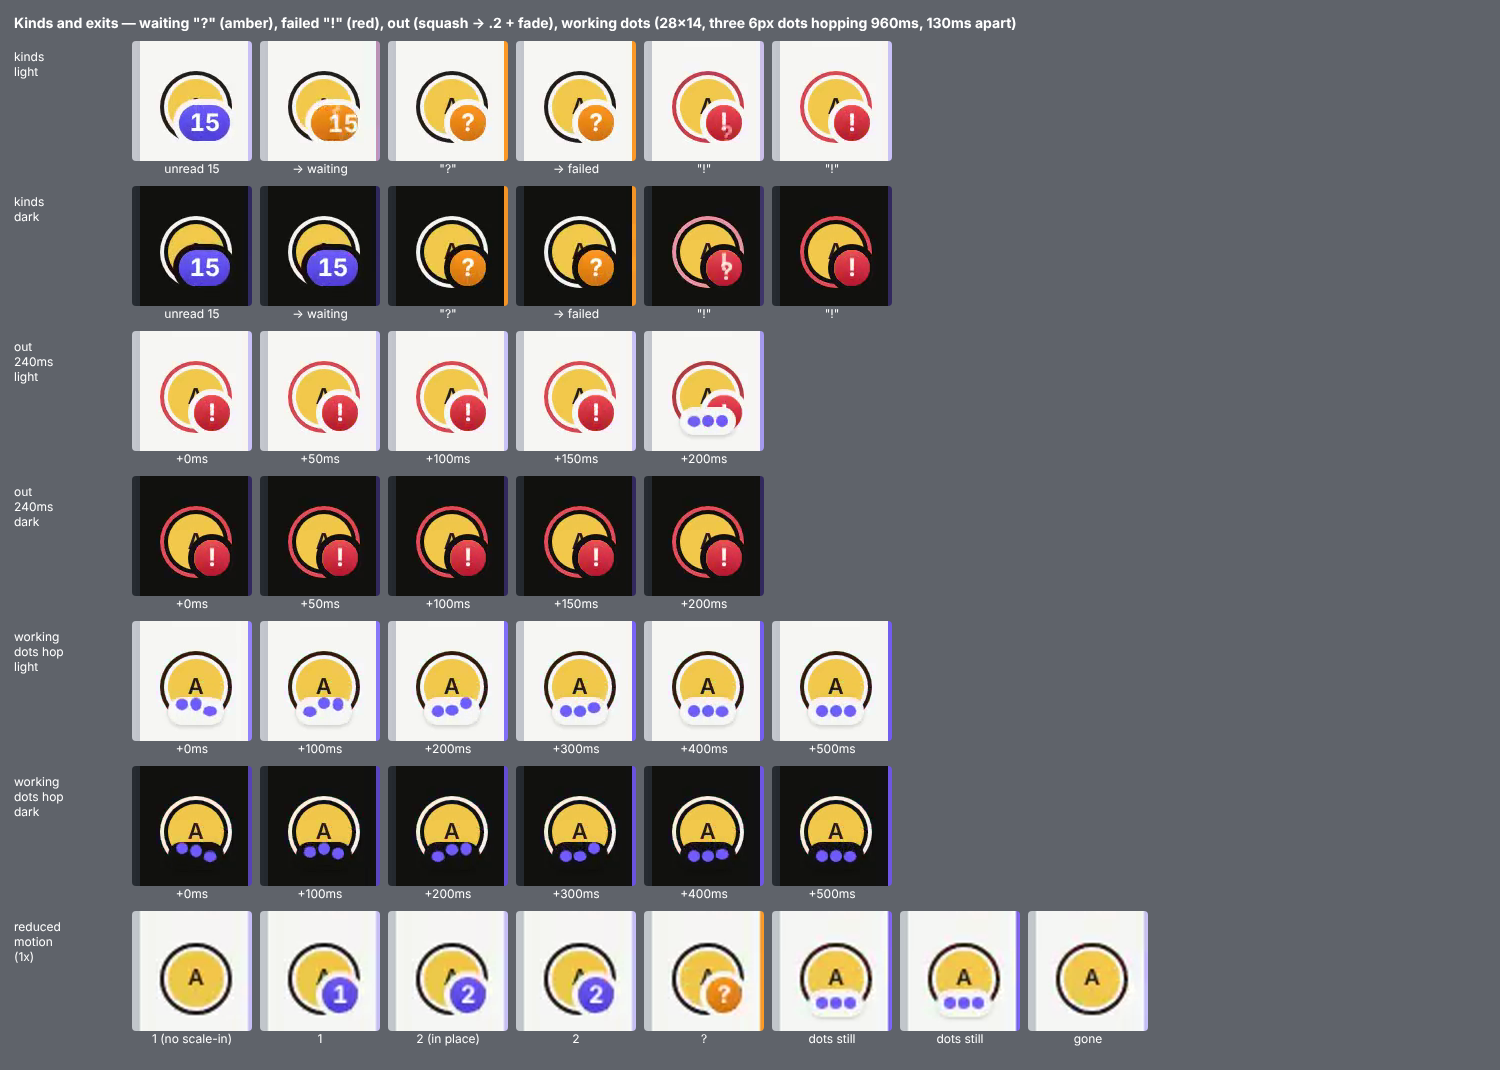 Kinds and exits — waiting "?" (amber), failed "!" (red), out (squash → .2 + fade), working dots (28×14, three 6px dots hopping 960ms, 130ms apart)
kinds
light
15 15 ? ? ! !
unread 15 → waiting "?" → failed "!" "!"
kinds
dark
15 15 ? ? ! !
unread 15 → waiting "?" → failed "!" "!"
out
240ms
light
! ! ! !
+0ms +50ms +100ms +150ms +200ms
out
240ms
dark
! ! ! ! !
+0ms +50ms +100ms +150ms +200ms
working
dots hop
light
A A A A A A
+0ms +100ms +200ms +300ms +400ms +500ms
working
dots hop
dark
A A A A A A
+0ms +100ms +200ms +300ms +400ms +500ms
reduced
motion
(1x)
A 1 2 2 ? A A A
1 (no scale-in) 1 2 (in place) 2 ? dots still dots still gone